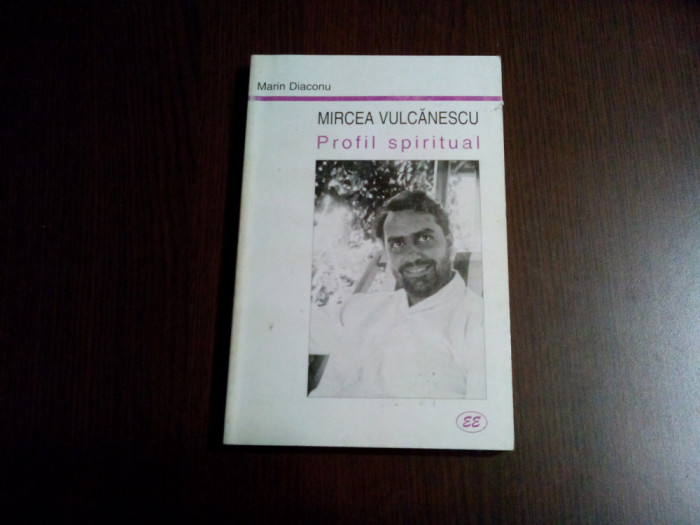 Marin Diaconu
MIRCEA VULCĂNESCU
Profil spiritual
EE